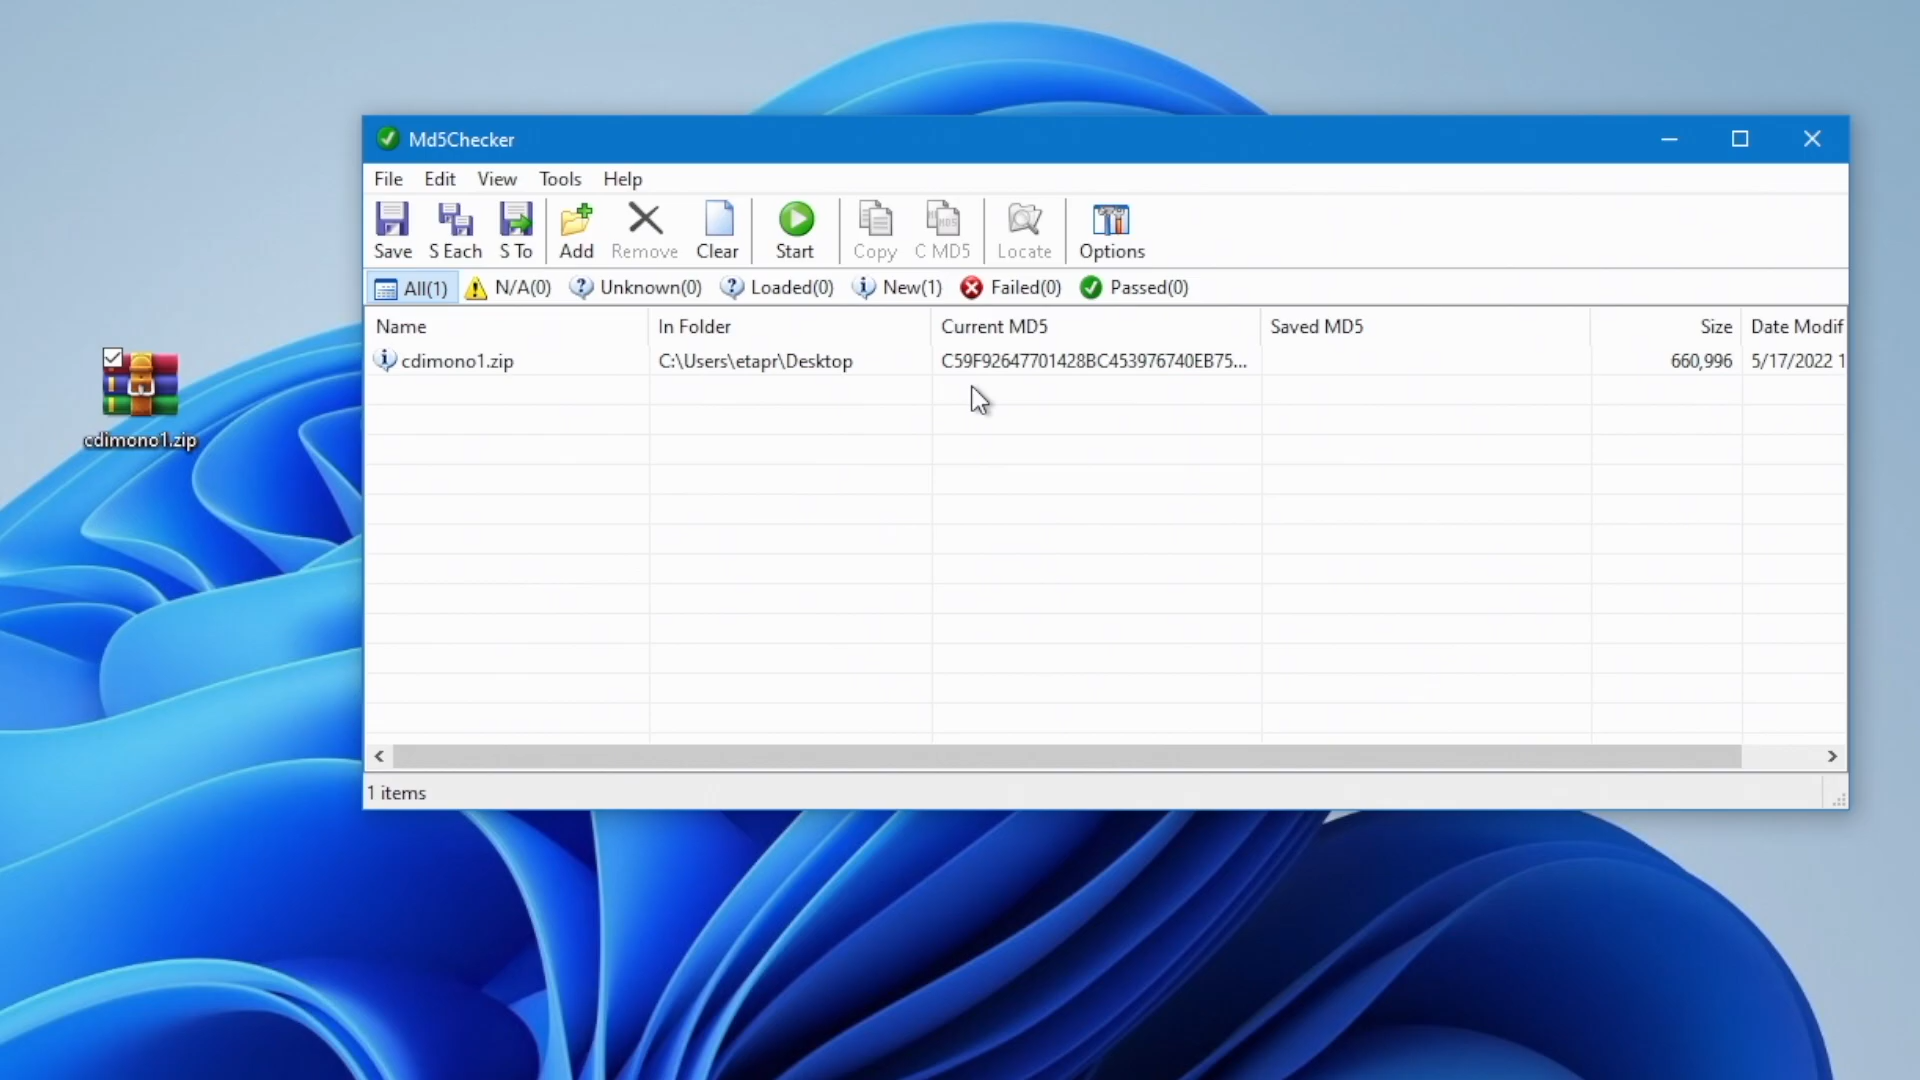 Md5Checker
File Edit View Tools Help
Save S Each S To Add Remove Clear Start Copy C MD5 Locate Options
All(1) N/A(0) Unknown(0) Loaded(0) New(1) Failed(0) Passed(0)
Name In Folder Current MD5 Saved MD5 Size Date Modif
cdimono1.zip C:\Users\etapr\Desktop C59F92647701428BC453976740EB75... 660,996 5/17/2022 1
cdimono1.zip
1 items